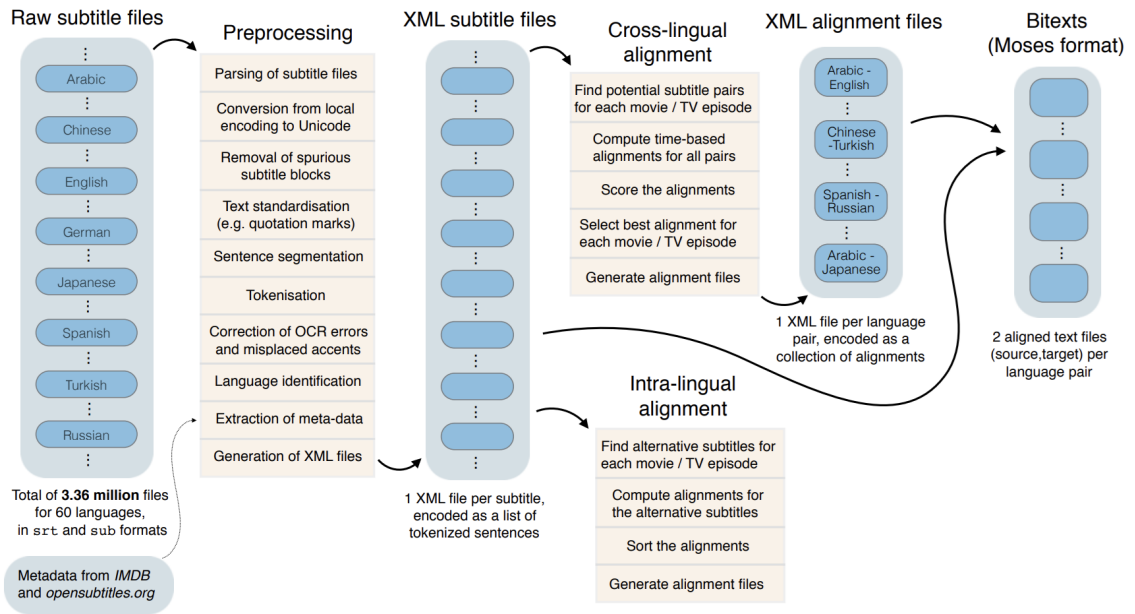 Raw subtitle files
Arabic
Chinese
English
German
Japanese
Spanish
Turkish
Russian
Total of 3.36 million files
for 60 languages,
in srt and sub formats
Metadata from IMDB
and opensubtitles.org
Preprocessing
Parsing of subtitle files
Conversion from local
encoding to Unicode
Removal of spurious
subtitle blocks
Text standardisation
(e.g. quotation marks)
Sentence segmentation
Tokenisation
Correction of OCR errors
and misplaced accents
Language identification
Extraction of meta-data
Generation of XML files
XML subtitle files
1 XML file per subtitle,
encoded as a list of
tokenized sentences
Cross-lingual
alignment
Find potential subtitle pairs
for each movie / TV episode
Compute time-based
alignments for all pairs
Score the alignments
Select best alignment for
each movie / TV episode
Generate alignment files
Intra-lingual
alignment
Find alternative subtitles for
each movie / TV episode
Compute alignments for
the alternative subtitles
Sort the alignments
Generate alignment files
XML alignment files
Arabic -
English
Chinese
-Turkish
Spanish -
Russian
Arabic -
Japanese
1 XML file per language
pair, encoded as a
collection of alignments
Bitexts
(Moses format)
2 aligned text files
(source,target) per
language pair